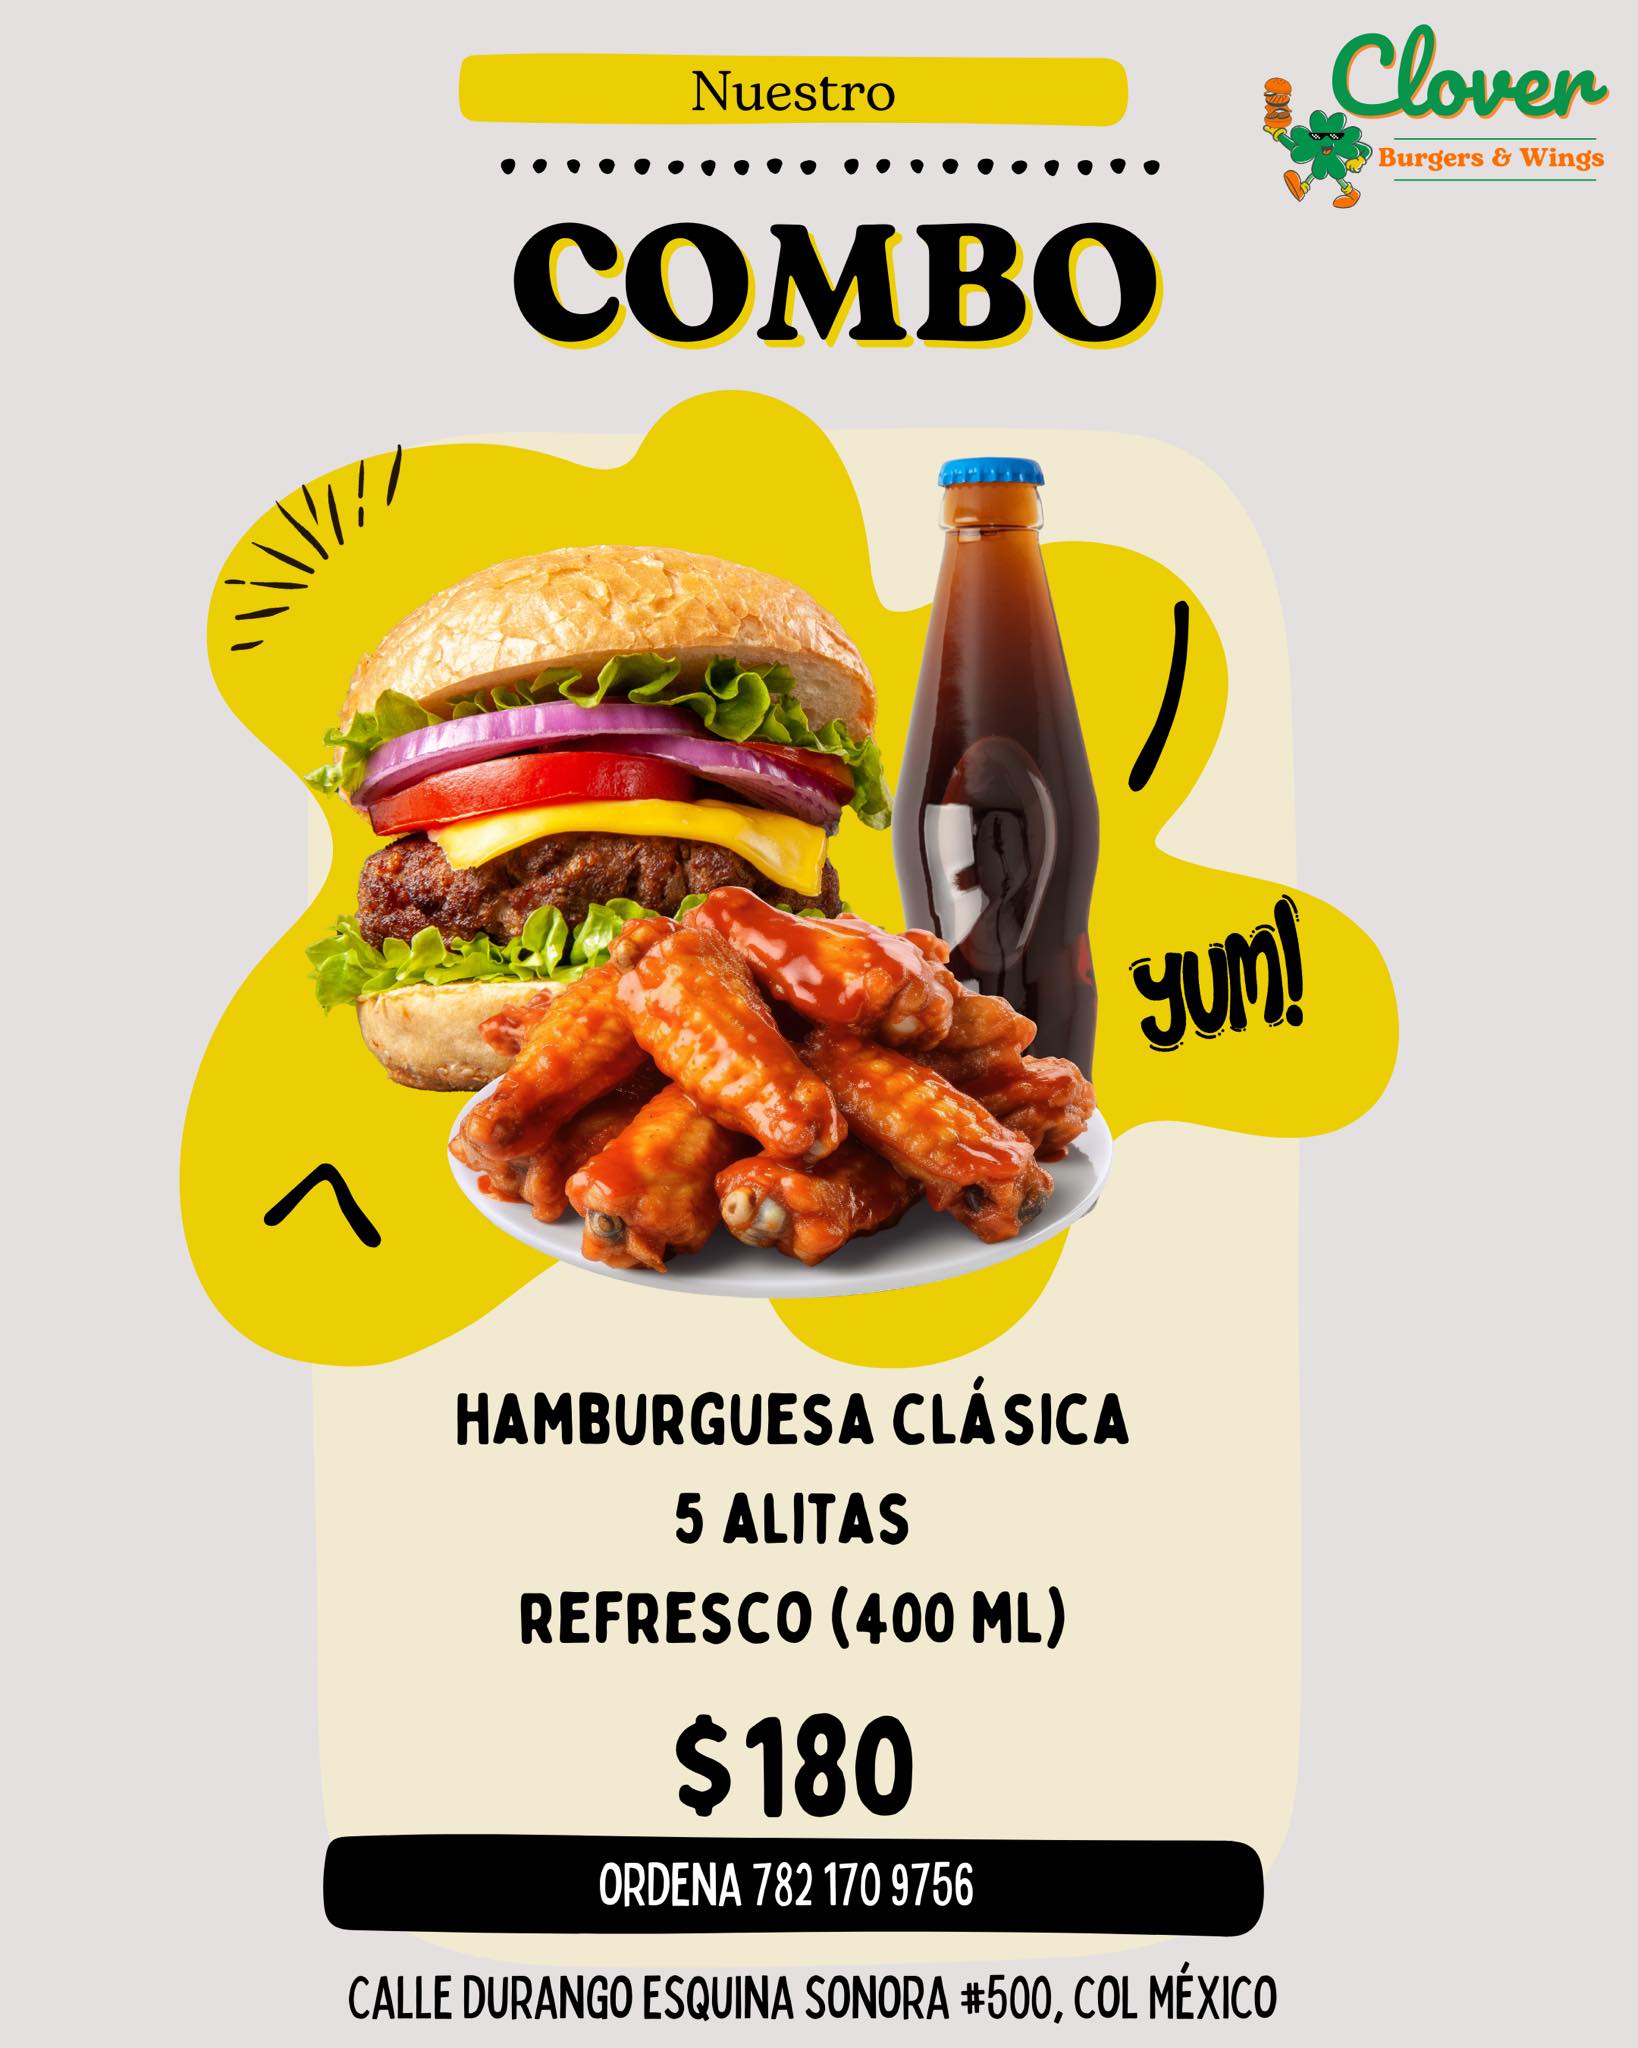 Nuestro
Clover
Burgers & Wings
COMBO
YUM!
HAMBURGUESA CLÁSICA
5 ALITAS
REFRESCO (400 ML)
$180
ORDENA 782 170 9756
CALLE DURANGO ESQUINA SONORA #500, COL MÉXICO